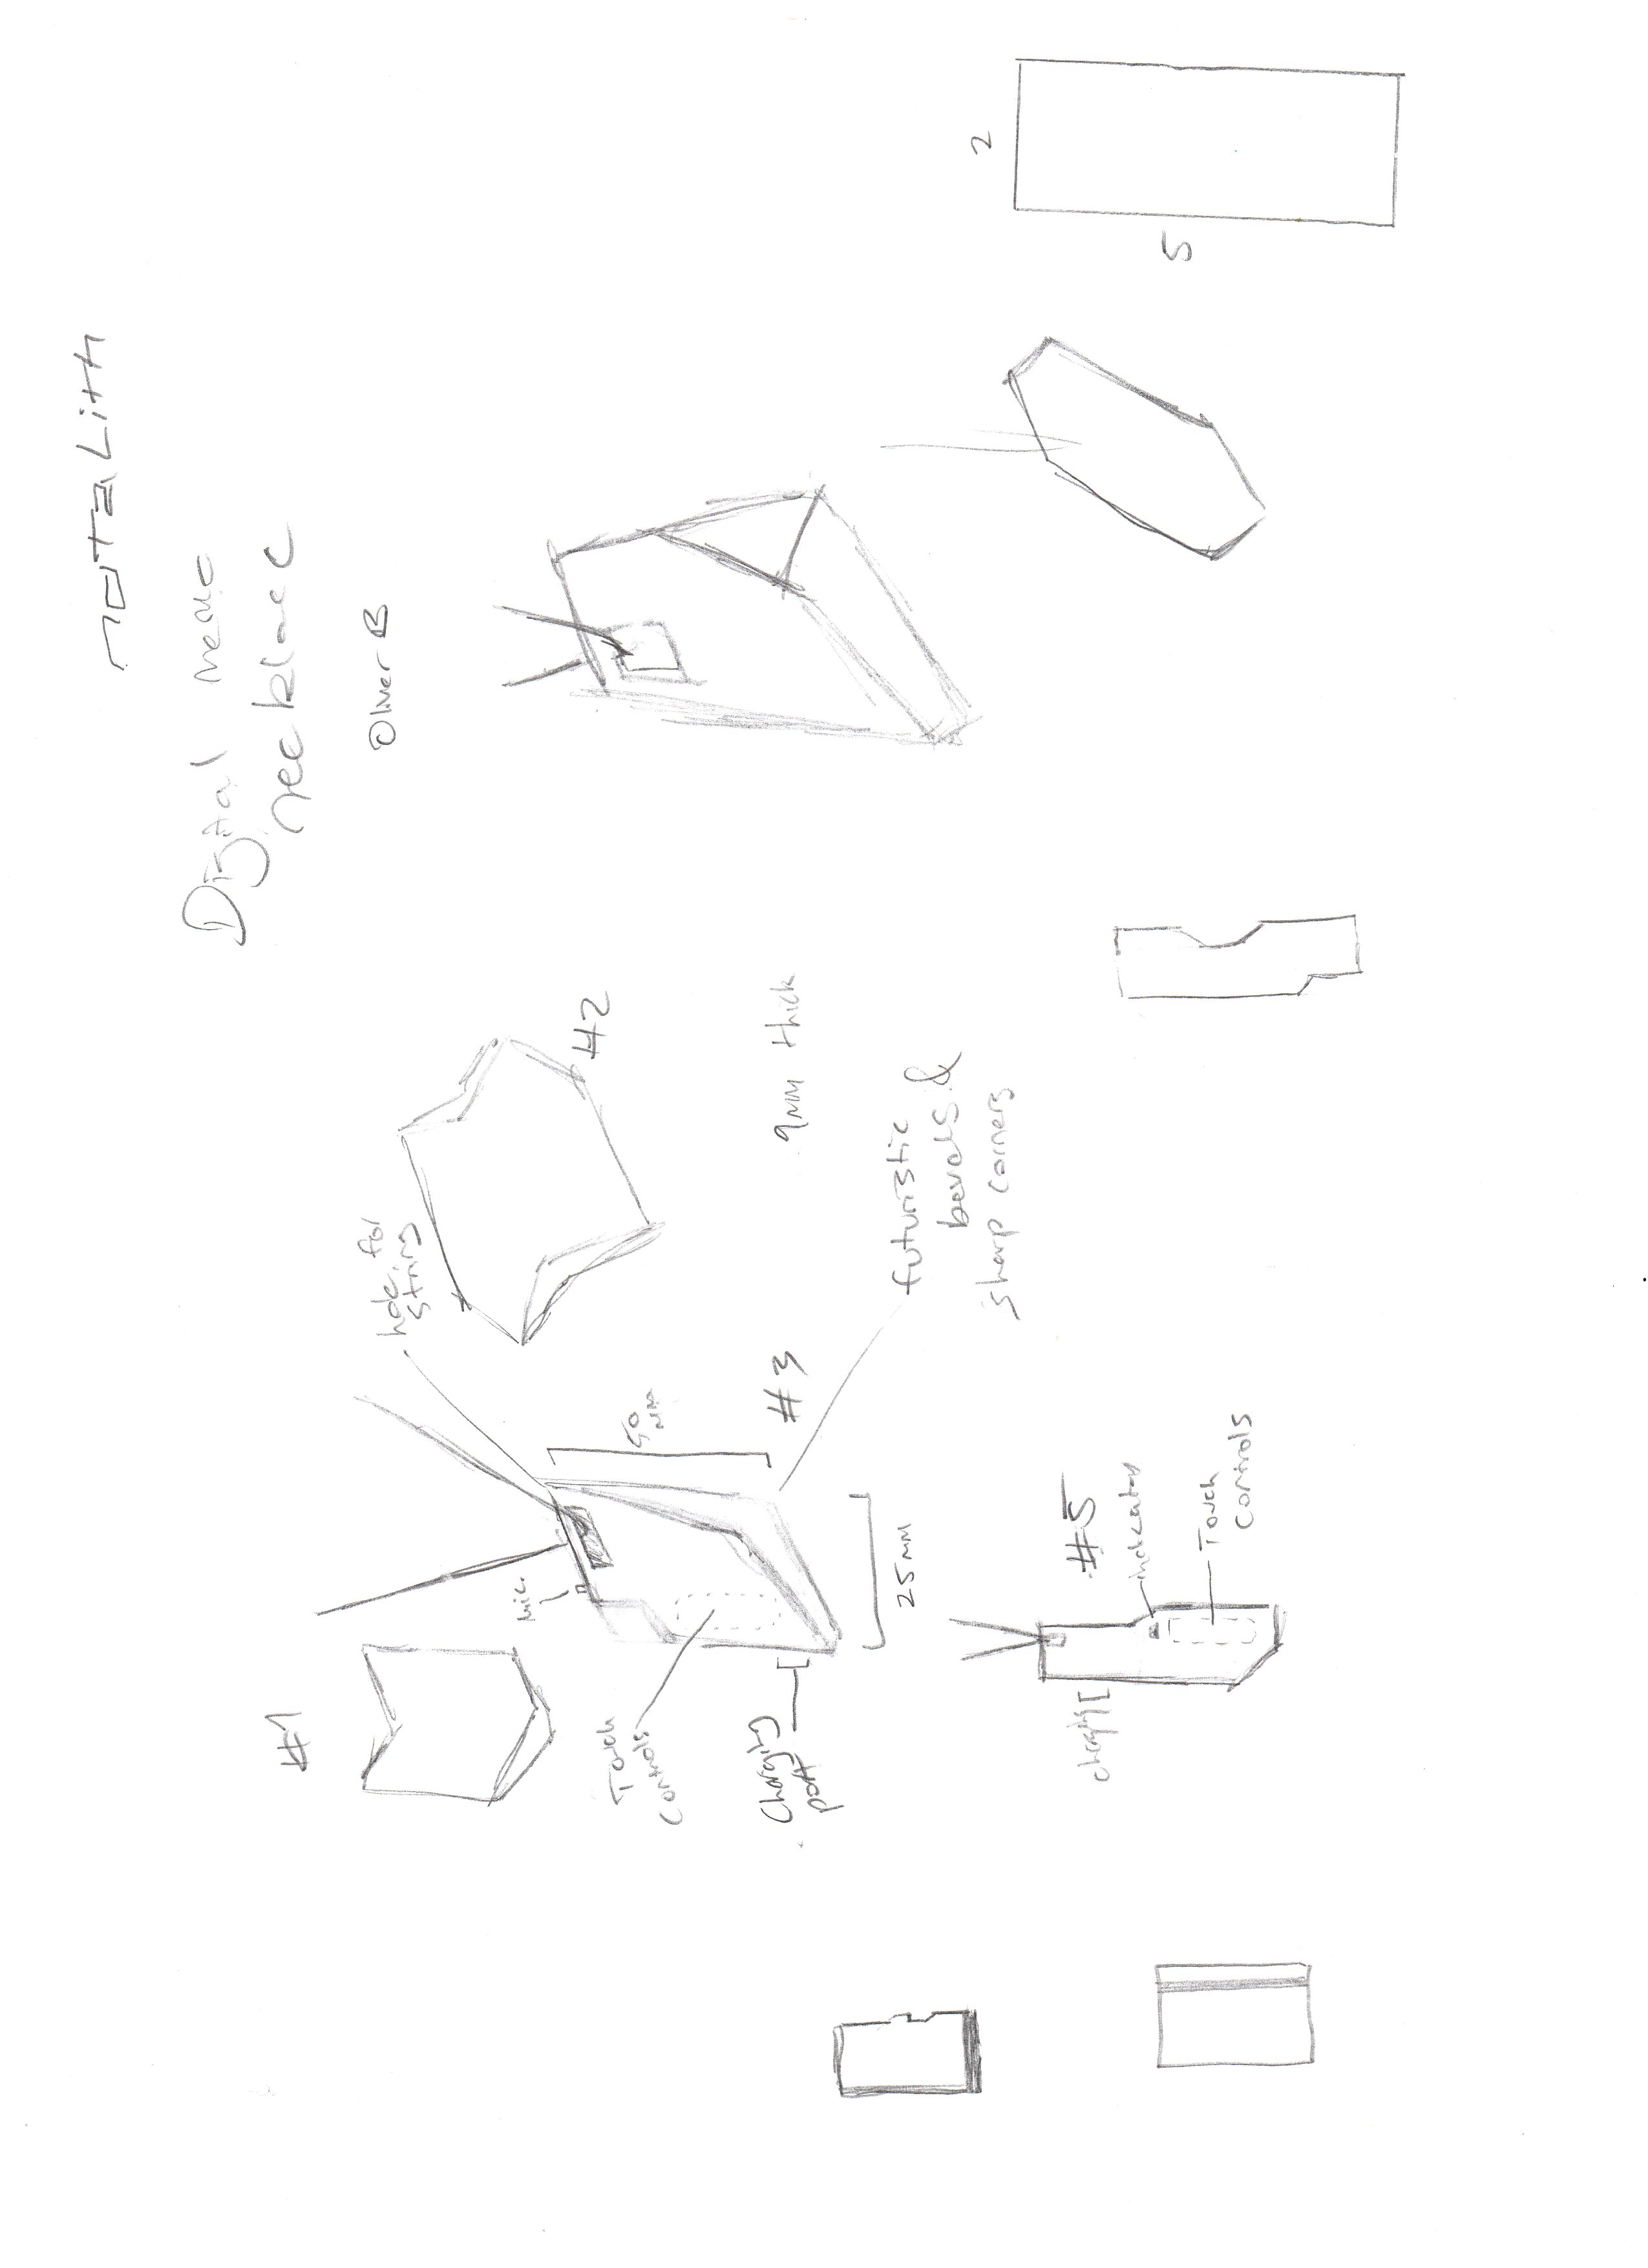 notaLith
Digital memo
necklace
Oliver B
#1
hole for
string
mic.
Touch
Controls
50
mm
#2
Charging
port
#3
9mm thick
25mm
futuristic
bevels &
sharp corners
2
#5
charging
indicator
5
Touch
controls